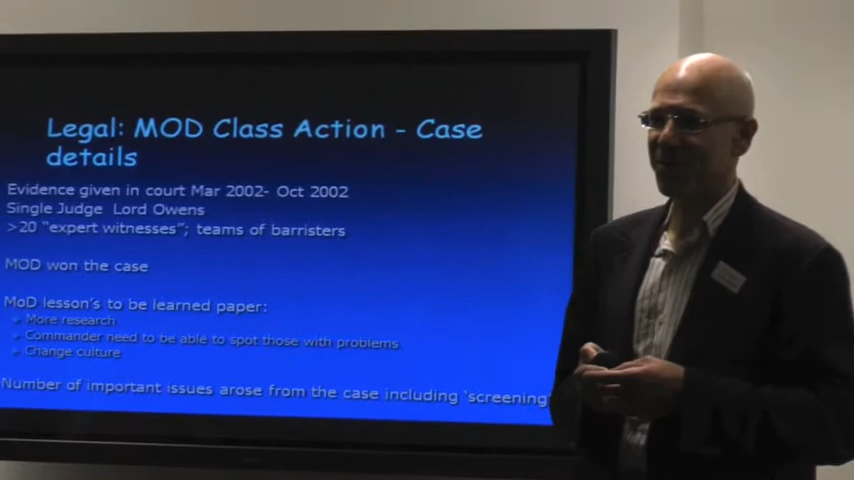 Legal: MOD Class Action - Case
details
Evidence given in court Mar 2002- Oct 2002
Single Judge Lord Owens
>20 "expert witnesses"; teams of barristers
MOD won the case
MoD lesson's to be learned paper:
• More research
• Commander need to be able to spot those with problems
• Change culture
Number of important issues arose from the case including 'screening